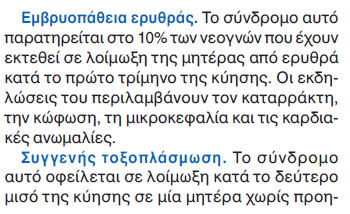 Εμβρυοπάθεια ερυθράς. Το σύνδρομο αυτό
παρατηρείται στο 10% των νεογνών που έχουν
εκτεθεί σε λοίμωξη της μητέρας από ερυθρά
κατά το πρώτο τρίμηνο της κύησης. Οι εκδη-
λώσεις του περιλαμβάνουν τον καταρράκτη,
την κώφωση, τη μικροκεφαλία και τις καρδια-
κές ανωμαλίες.
Συγγενής τοξοπλάσμωση. Το σύνδρομο
αυτό οφείλεται σε λοίμωξη κατά το δεύτερο
μισό της κύησης σε μία μητέρα χωρίς προη-